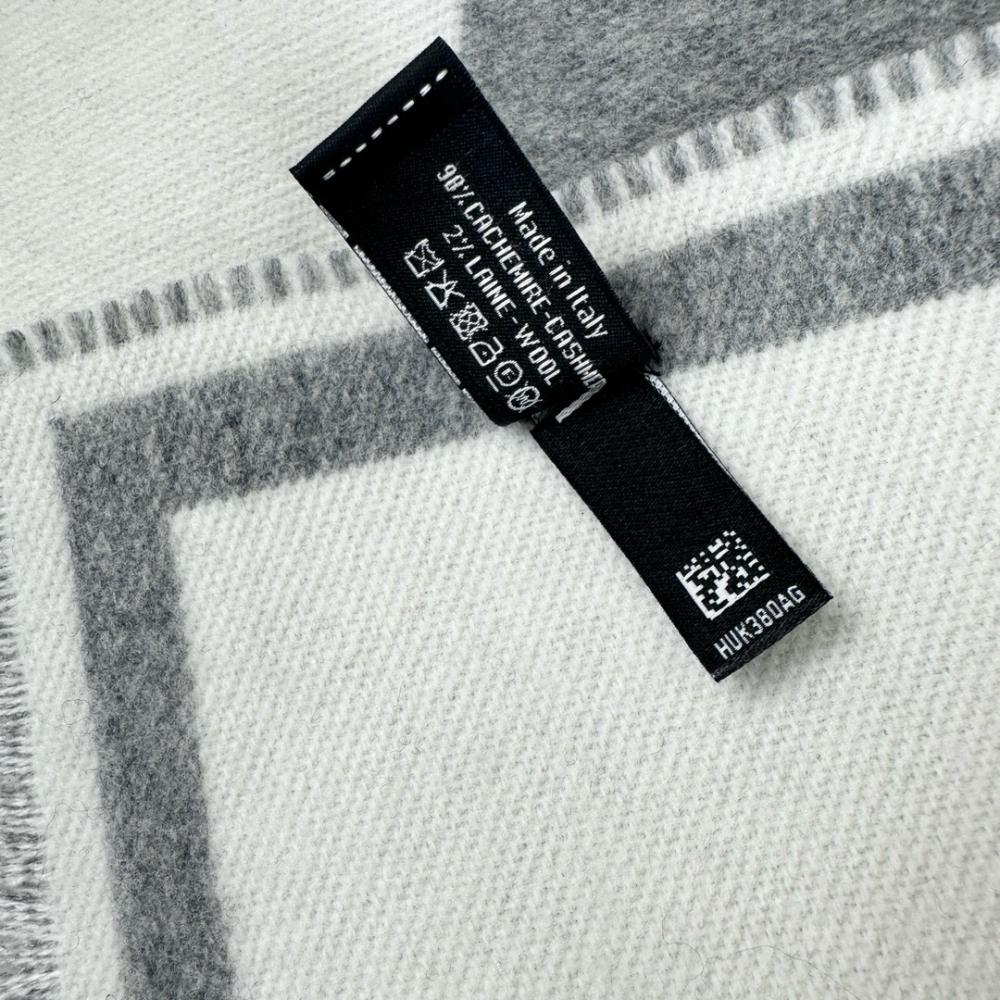 Made in Italy
98% CACHEMIRE-CASHM
2% LAINE-WOOL
HUK380AG